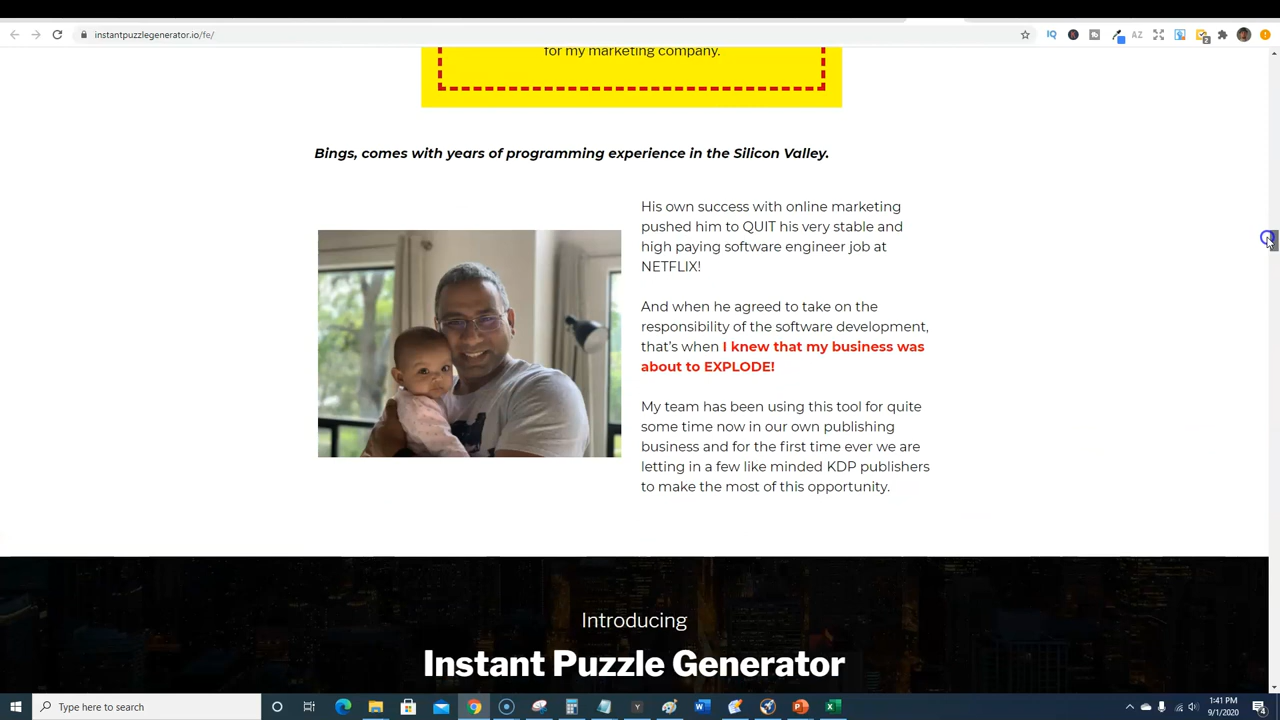 instantpuzzlegenerator.io/fe/
IQ
AZ
2
for my marketing company.
Bings, comes with years of programming experience in the Silicon Valley.
His own success with online marketing
pushed him to QUIT his very stable and
high paying software engineer job at
NETFLIX!
And when he agreed to take on the
responsibility of the software development,
that's when I knew that my business was
about to EXPLODE!
My team has been using this tool for quite
some time now in our own publishing
business and for the first time ever we are
letting in a few like minded KDP publishers
to make the most of this opportunity.
Introducing
Instant Puzzle Generator
Type here to search
1:41 PM
9/1/2020
4